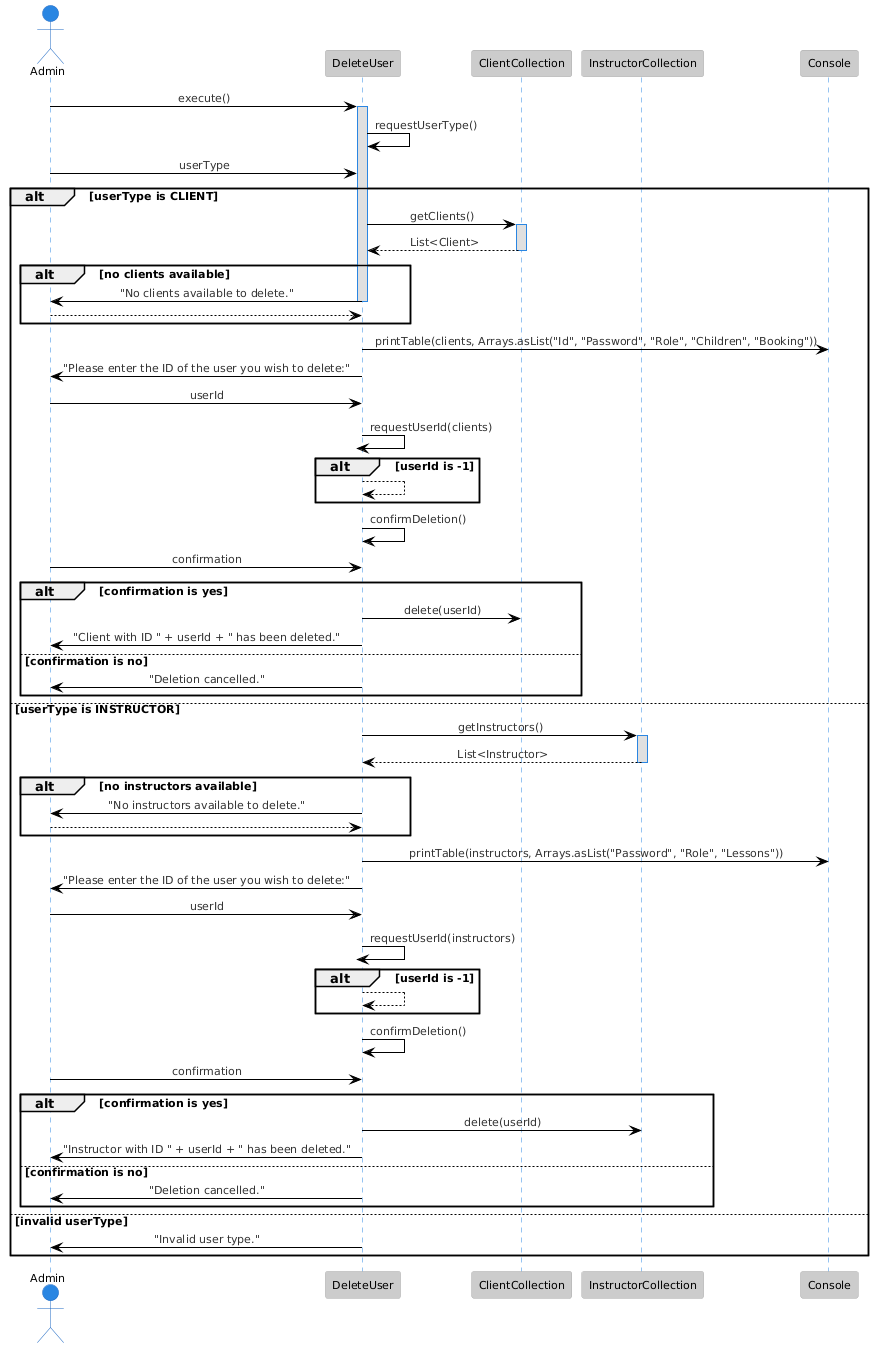 Admin
DeleteUser
ClientCollection
InstructorCollection
Console
execute()
requestUserType()
userType
alt
[userType is CLIENT]
getClients()
List<Client>
alt
[no clients available]
"No clients available to delete."
printTable(clients, Arrays.asList("Id", "Password", "Role", "Children", "Booking"))
"Please enter the ID of the user you wish to delete:"
userId
requestUserId(clients)
alt
[userId is -1]
confirmDeletion()
confirmation
alt
[confirmation is yes]
delete(userId)
"Client with ID " + userId + " has been deleted."
[confirmation is no]
"Deletion cancelled."
[userType is INSTRUCTOR]
getInstructors()
List<Instructor>
alt
[no instructors available]
"No instructors available to delete."
printTable(instructors, Arrays.asList("Password", "Role", "Lessons"))
"Please enter the ID of the user you wish to delete:"
userId
requestUserId(instructors)
alt
[userId is -1]
confirmDeletion()
confirmation
alt
[confirmation is yes]
delete(userId)
"Instructor with ID " + userId + " has been deleted."
[confirmation is no]
"Deletion cancelled."
[invalid userType]
"Invalid user type."
Admin
DeleteUser
ClientCollection
InstructorCollection
Console